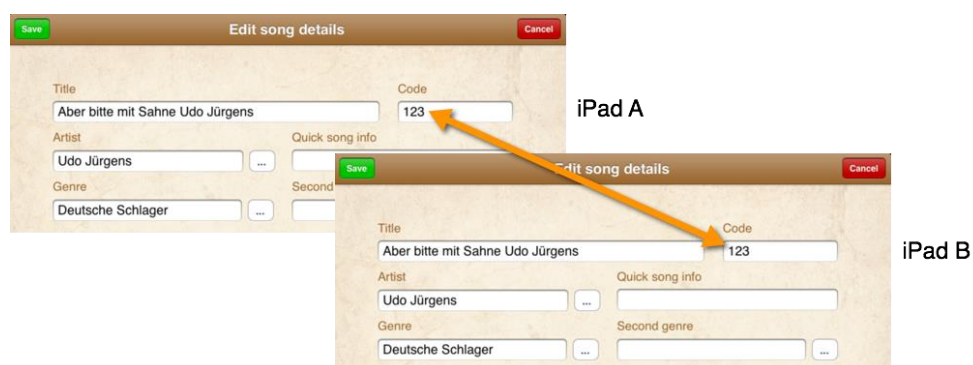 Save Edit song details Cancel
Title Code
Aber bitte mit Sahne Udo Jürgens 123
iPad A
Artist Quick song info
Udo Jürgens ...
Genre Second
Deutsche Schlager ...
Save Edit song details Cancel
Title Code
Aber bitte mit Sahne Udo Jürgens 123
iPad B
Artist Quick song info
Udo Jürgens ...
Genre Second genre
Deutsche Schlager ... ...